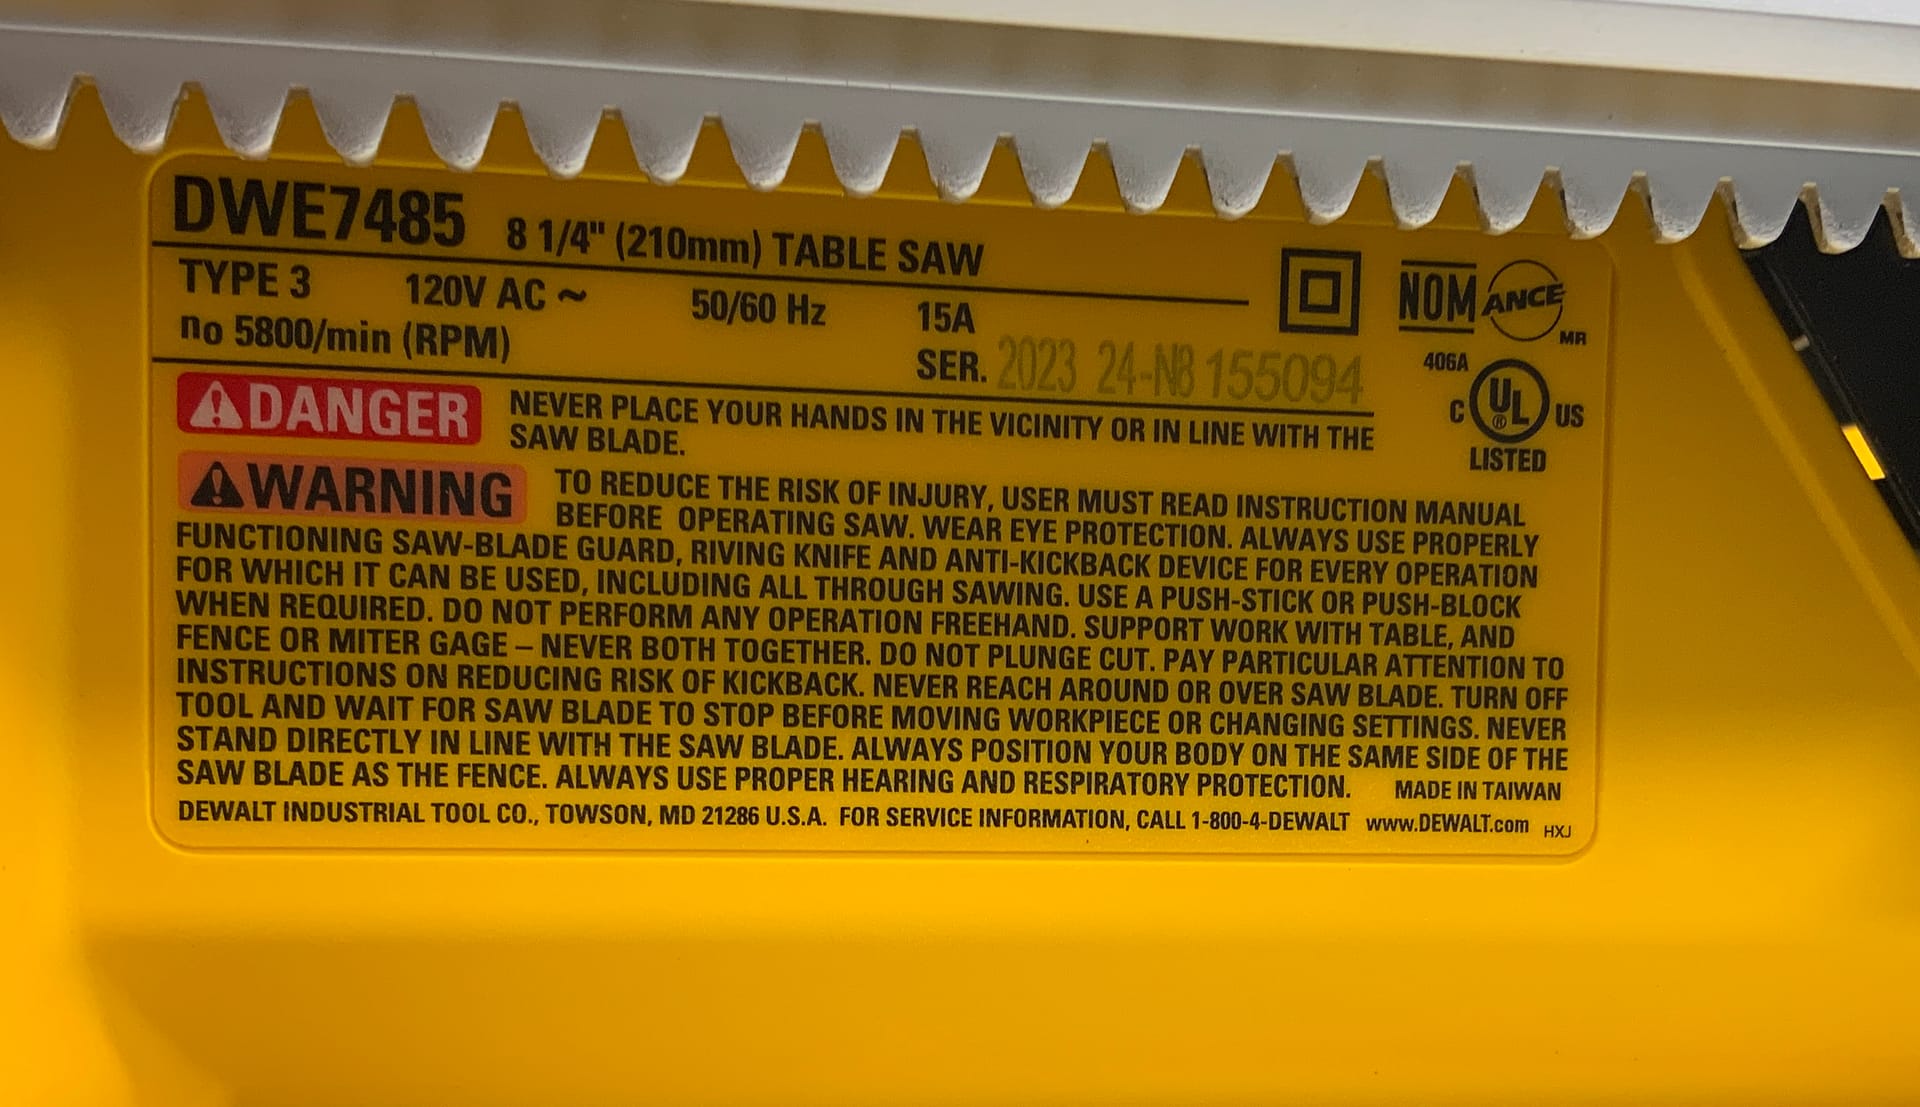 DWE7485 8 1/4" (210mm) TABLE SAW
TYPE 3 120V AC ~ 50/60 Hz 15A
no 5800/min (RPM)
SER. 2023 24-N8 155094
NOM ANCE
MR
406A
C UL ® US
LISTED
DANGER NEVER PLACE YOUR HANDS IN THE VICINITY OR IN LINE WITH THE
SAW BLADE.
WARNING TO REDUCE THE RISK OF INJURY, USER MUST READ INSTRUCTION MANUAL
BEFORE OPERATING SAW. WEAR EYE PROTECTION. ALWAYS USE PROPERLY
FUNCTIONING SAW-BLADE GUARD, RIVING KNIFE AND ANTI-KICKBACK DEVICE FOR EVERY OPERATION
FOR WHICH IT CAN BE USED, INCLUDING ALL THROUGH SAWING. USE A PUSH-STICK OR PUSH-BLOCK
WHEN REQUIRED. DO NOT PERFORM ANY OPERATION FREEHAND. SUPPORT WORK WITH TABLE, AND
FENCE OR MITER GAGE – NEVER BOTH TOGETHER. DO NOT PLUNGE CUT. PAY PARTICULAR ATTENTION TO
INSTRUCTIONS ON REDUCING RISK OF KICKBACK. NEVER REACH AROUND OR OVER SAW BLADE. TURN OFF
TOOL AND WAIT FOR SAW BLADE TO STOP BEFORE MOVING WORKPIECE OR CHANGING SETTINGS. NEVER
STAND DIRECTLY IN LINE WITH THE SAW BLADE. ALWAYS POSITION YOUR BODY ON THE SAME SIDE OF THE
SAW BLADE AS THE FENCE. ALWAYS USE PROPER HEARING AND RESPIRATORY PROTECTION. MADE IN TAIWAN
DEWALT INDUSTRIAL TOOL CO., TOWSON, MD 21286 U.S.A. FOR SERVICE INFORMATION, CALL 1-800-4-DEWALT www.DEWALT.com HXJ